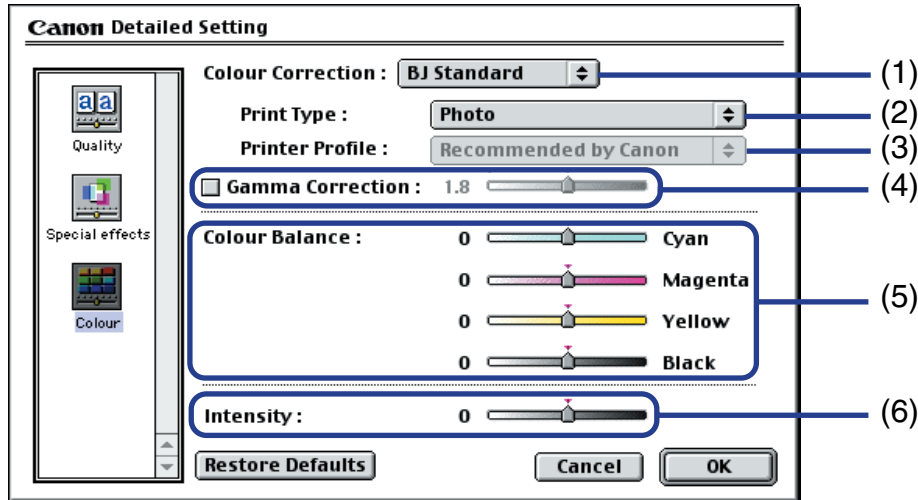 Canon Detailed Setting
Colour Correction : BJ Standard (1)
Print Type : Photo (2)
Printer Profile : Recommended by Canon (3)
Gamma Correction : 1.8 (4)
aa
Quality
Special effects
Colour
Colour Balance : 0 Cyan
0 Magenta
(5)
0 Yellow
0 Black
Intensity : 0 (6)
Restore Defaults Cancel OK